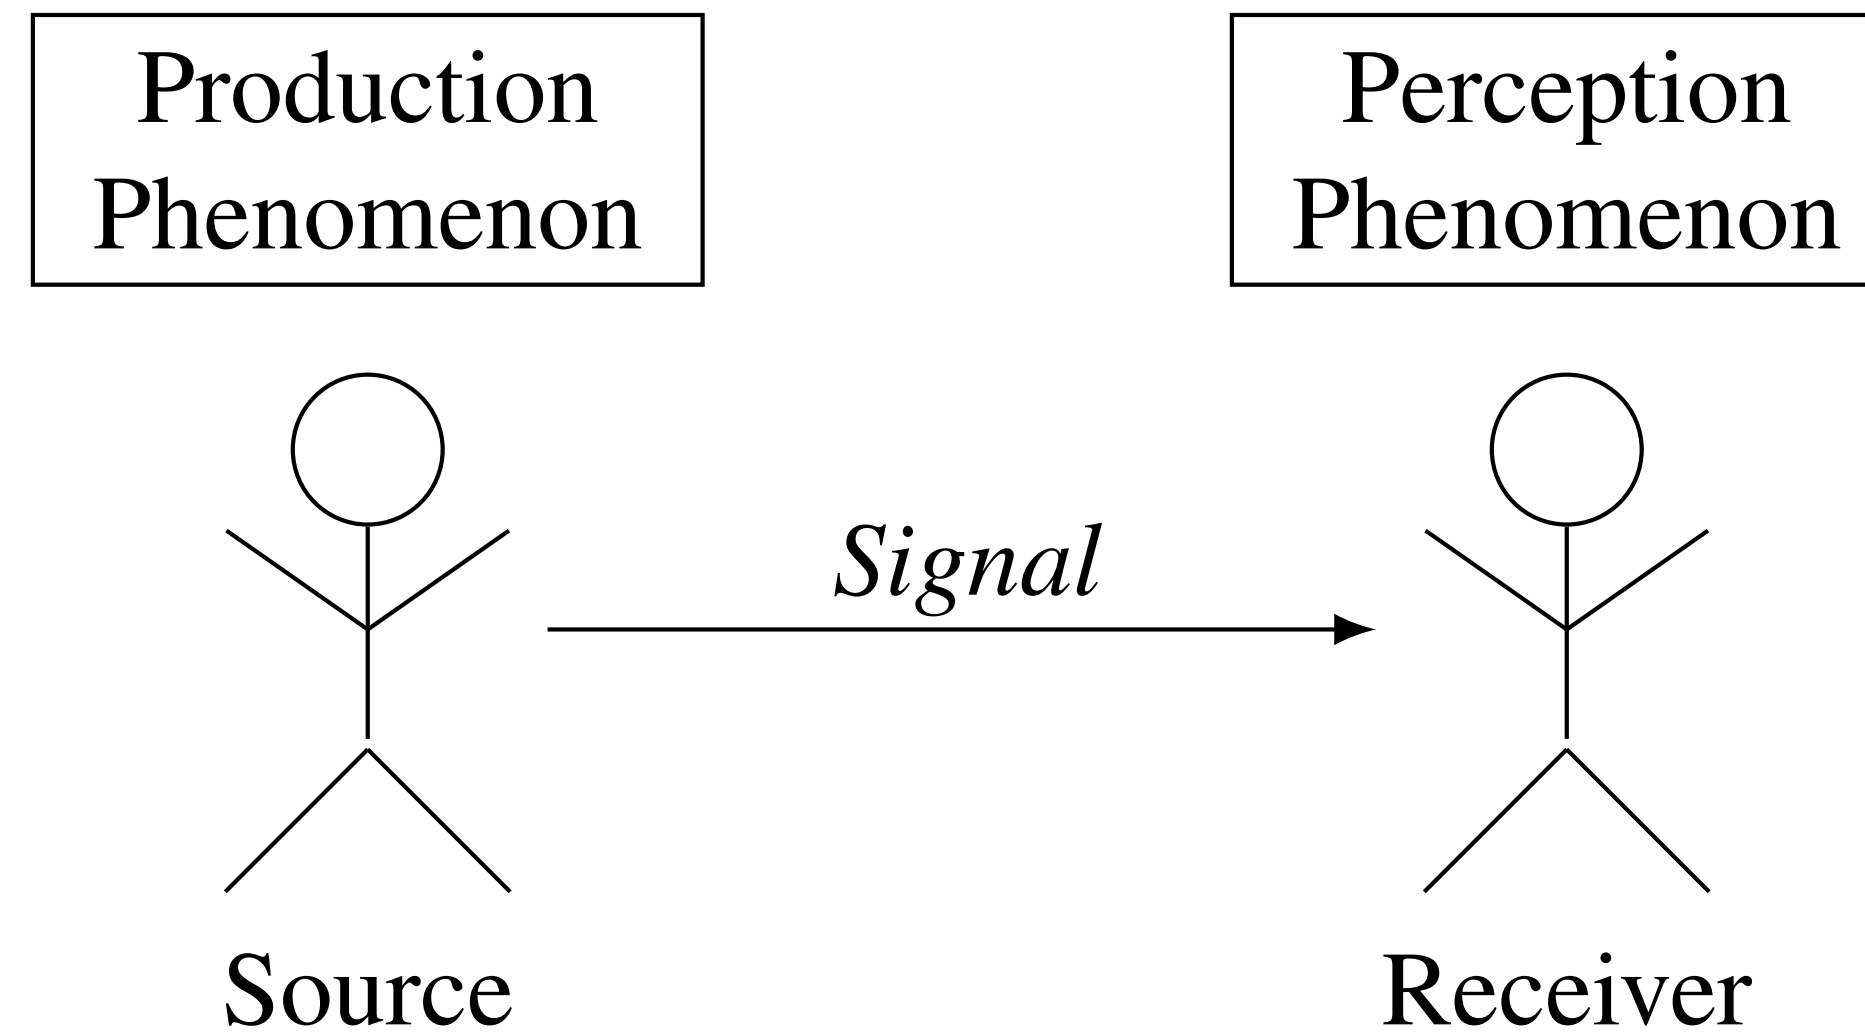 Production
Phenomenon
Perception
Phenomenon
Signal
Source
Receiver